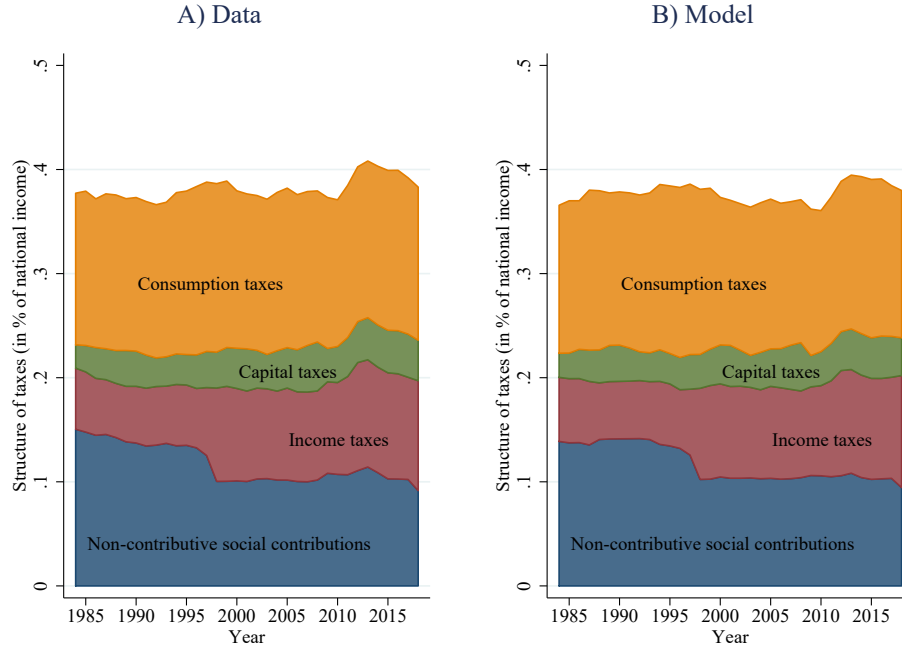 A) Data
Structure of taxes (in % of national income)
.5
.4
.3
.2
.1
0
Consumption taxes
Capital taxes
Income taxes
Non-contributive social contributions
1985 1990 1995 2000 2005 2010 2015
Year
B) Model
Structure of taxes (in % of national income)
.5
.4
.3
.2
.1
0
Consumption taxes
Capital taxes
Income taxes
Non-contributive social contributions
1985 1990 1995 2000 2005 2010 2015
Year